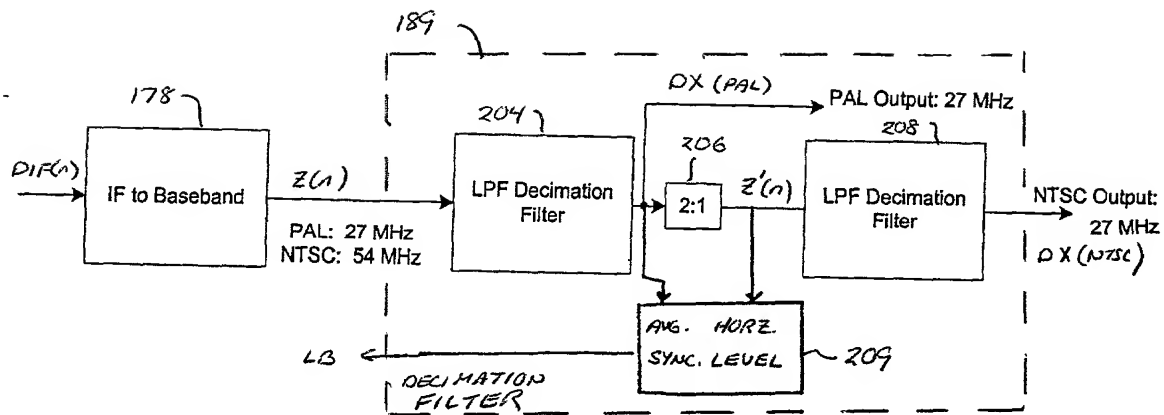 189
178
DIF(n)
IF to Baseband
Z(n)
PAL: 27 MHz
NTSC: 54 MHz
204
LPF Decimation
Filter
DX (PAL)
PAL Output: 27 MHz
206
2:1
Z'(n)
208
LPF Decimation
Filter
NTSC Output:
27 MHz
DX (NTSC)
AVG. HORZ.
SYNC. LEVEL
209
LB
DECIMATION
FILTER